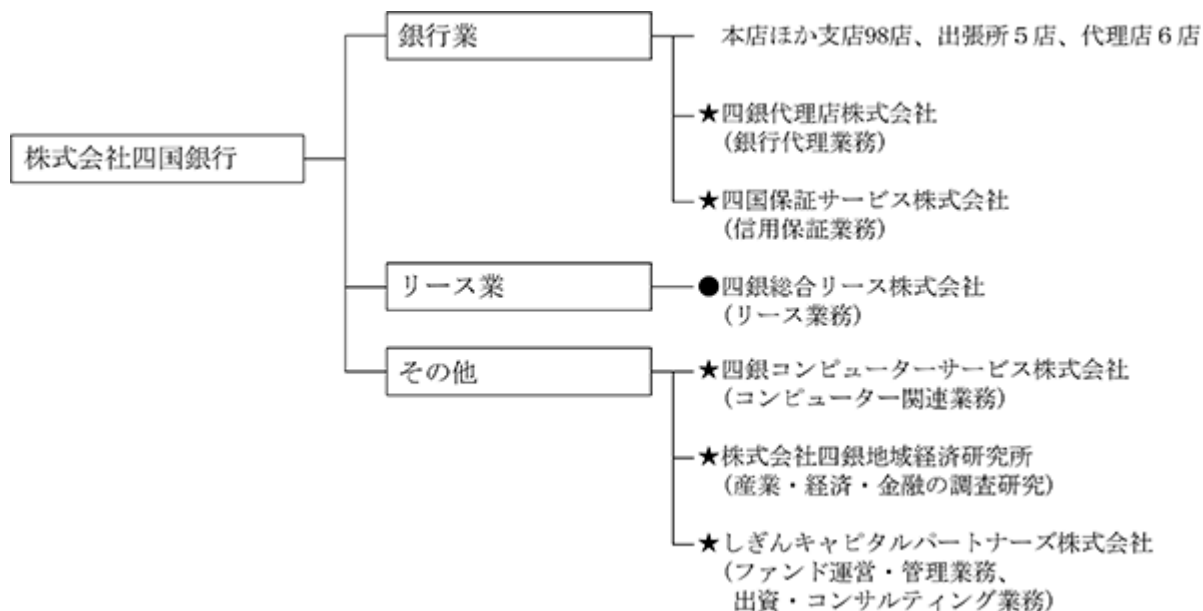 株式会社四国銀行
銀行業
本店ほか支店98店、出張所５店、代理店６店
★四銀代理店株式会社
(銀行代理業務)
★四国保証サービス株式会社
(信用保証業務)
リース業
●四銀総合リース株式会社
(リース業務)
その他
★四銀コンピューターサービス株式会社
(コンピューター関連業務)
★株式会社四銀地域経済研究所
(産業・経済・金融の調査研究)
★しぎんキャピタルパートナーズ株式会社
(ファンド運営・管理業務、
出資・コンサルティング業務)